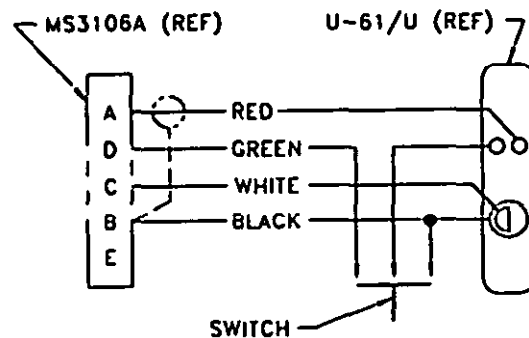 MS3106A (REF)
U-61/U (REF)
A
RED
D
GREEN
C
WHITE
B
BLACK
E
SWITCH